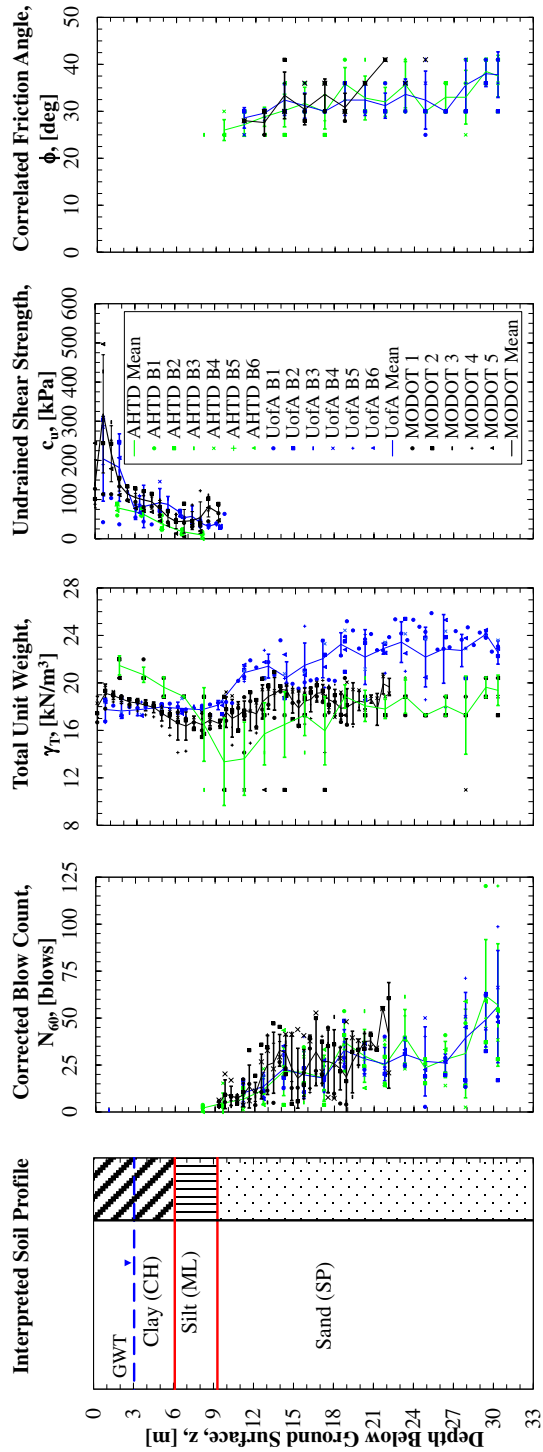 Interpreted Soil Profile
Corrected Blow Count,
N60, [blows]
Total Unit Weight,
γT, [kN/m³]
Undrained Shear Strength,
cu, [kPa]
Correlated Friction Angle,
ϕ, [deg]
Depth Below Ground Surface, z, [m]
0
3
6
9
12
15
18
21
24
27
30
33
GWT
Clay (CH)
Silt (ML)
Sand (SP)
0
25
50
75
100
125
8
12
16
20
24
28
0
100
200
300
400
500
600
0
10
20
30
40
50
AHTD Mean
AHTD B1
AHTD B2
AHTD B3
AHTD B4
AHTD B5
AHTD B6
UofA B1
UofA B2
UofA B3
UofA B4
UofA B5
UofA B6
UofA Mean
MODOT 1
MODOT 2
MODOT 3
MODOT 4
MODOT 5
MODOT Mean